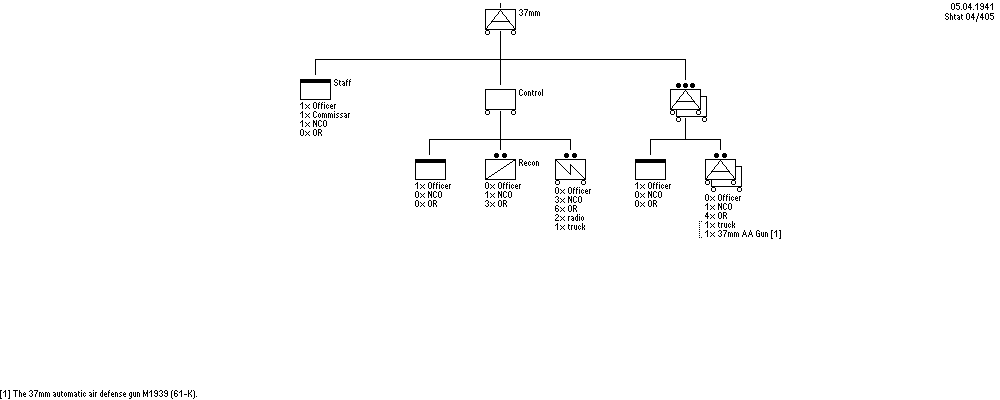 05.04.1941
Shtat 04/405
37mm
Staff
1x Officer
1x Commissar
1x NCO
0x OR
Control
1x Officer
0x NCO
0x OR
Recon
0x Officer
1x NCO
3x OR
0x Officer
3x NCO
6x OR
2x radio
1x truck
1x Officer
0x NCO
0x OR
0x Officer
1x NCO
4x OR
1x truck
1x 37mm AA Gun [1]
[1] The 37mm automatic air defense gun M1939 (61-K).